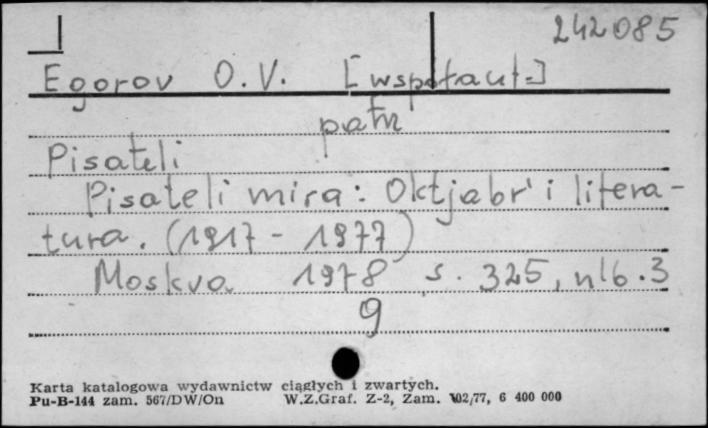 242085
Egorov O.V. [współaut.]
patrz
Pisateli
Pisateli mira: Oktjabr' i litera-
tura. (1917 - 1977)
Moskva 1978 s. 325, nlb. 3
9
Karta katalogowa wydawnictw ciągłych i zwartych.
Pu-B-144 zam. 567/DW/On W.Z.Graf. Z-2, Zam. 102/77, 6 400 000